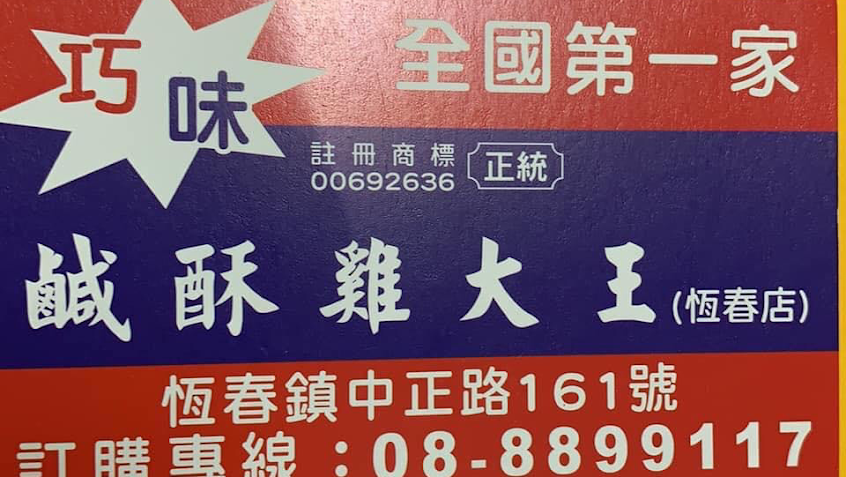 巧味
全國第一家
註冊商標
00692636
正統
鹹酥雞大王(恆春店)
恆春鎮中正路161號
訂購專線：08-8899117